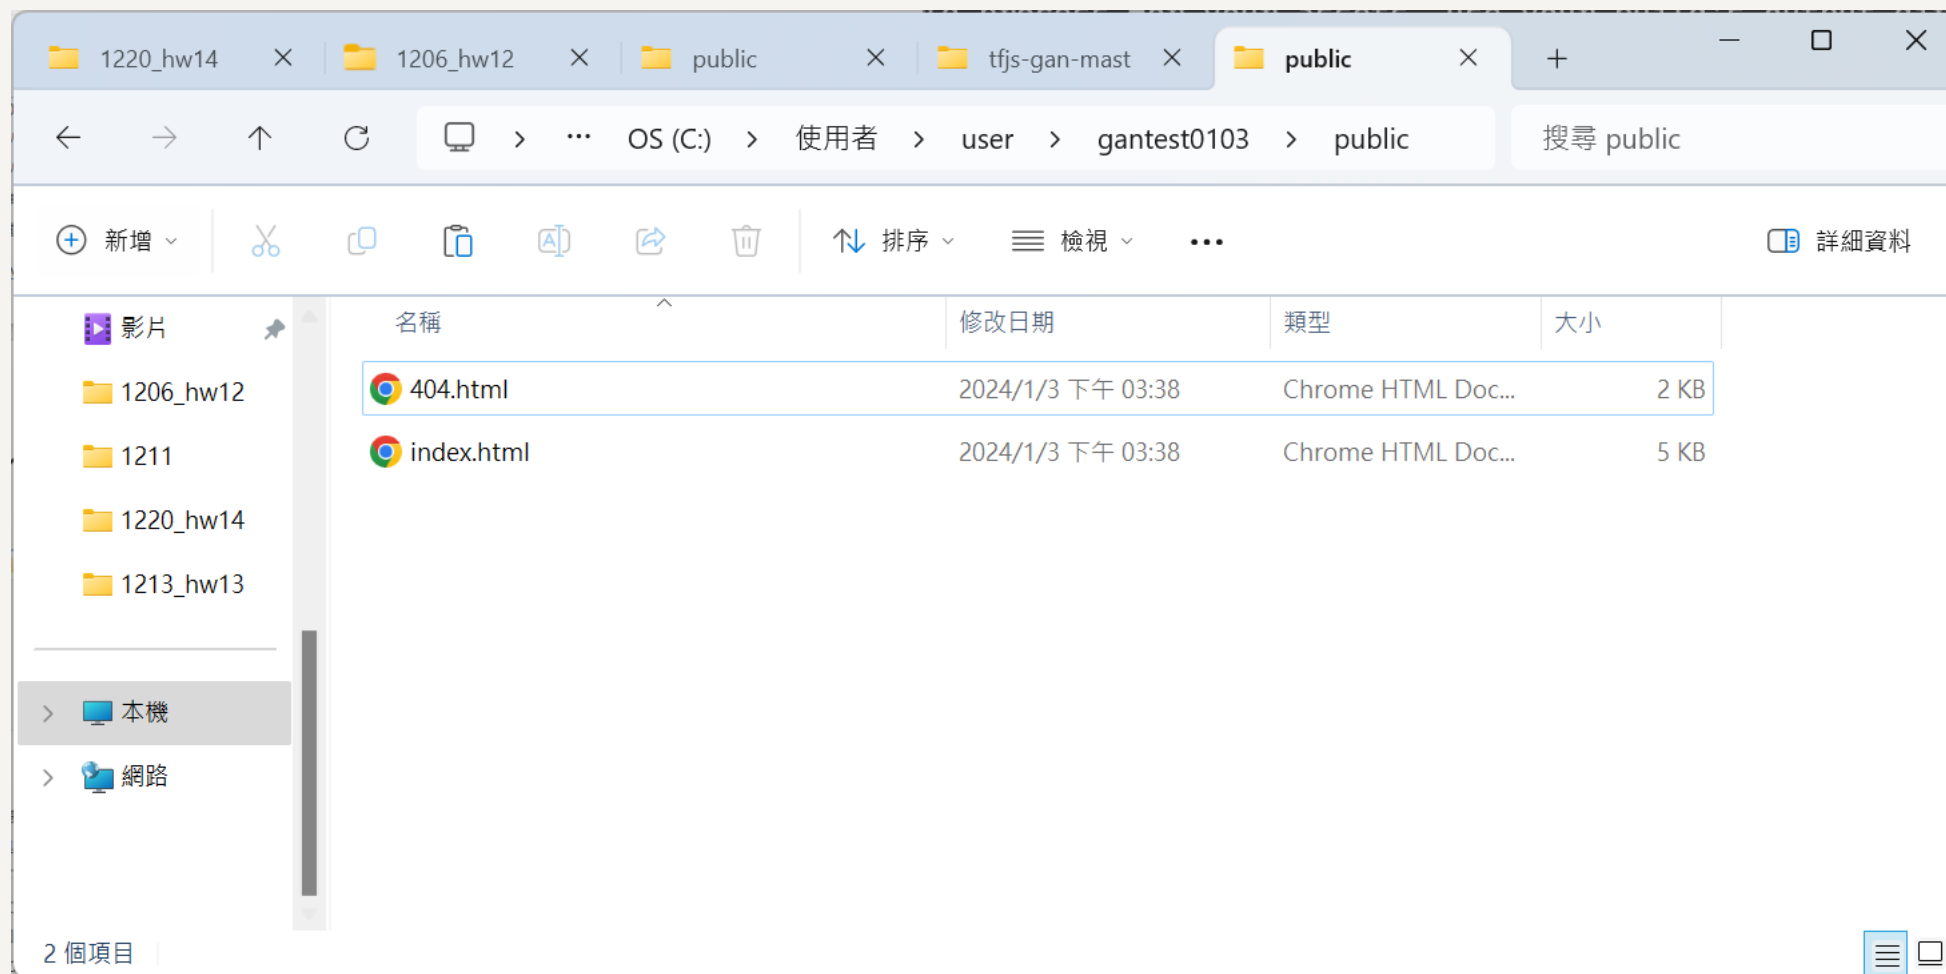 1220_hw14 1206_hw12 public tfjs-gan-mast public
OS (C:) 使用者 user gantest0103 public 搜尋 public
新增 排序 檢視 詳細資料
名稱 修改日期 類型 大小
影片
404.html 2024/1/3 下午 03:38 Chrome HTML Doc... 2 KB
1206_hw12
index.html 2024/1/3 下午 03:38 Chrome HTML Doc... 5 KB
1211
1220_hw14
1213_hw13
本機
網路
2 個項目